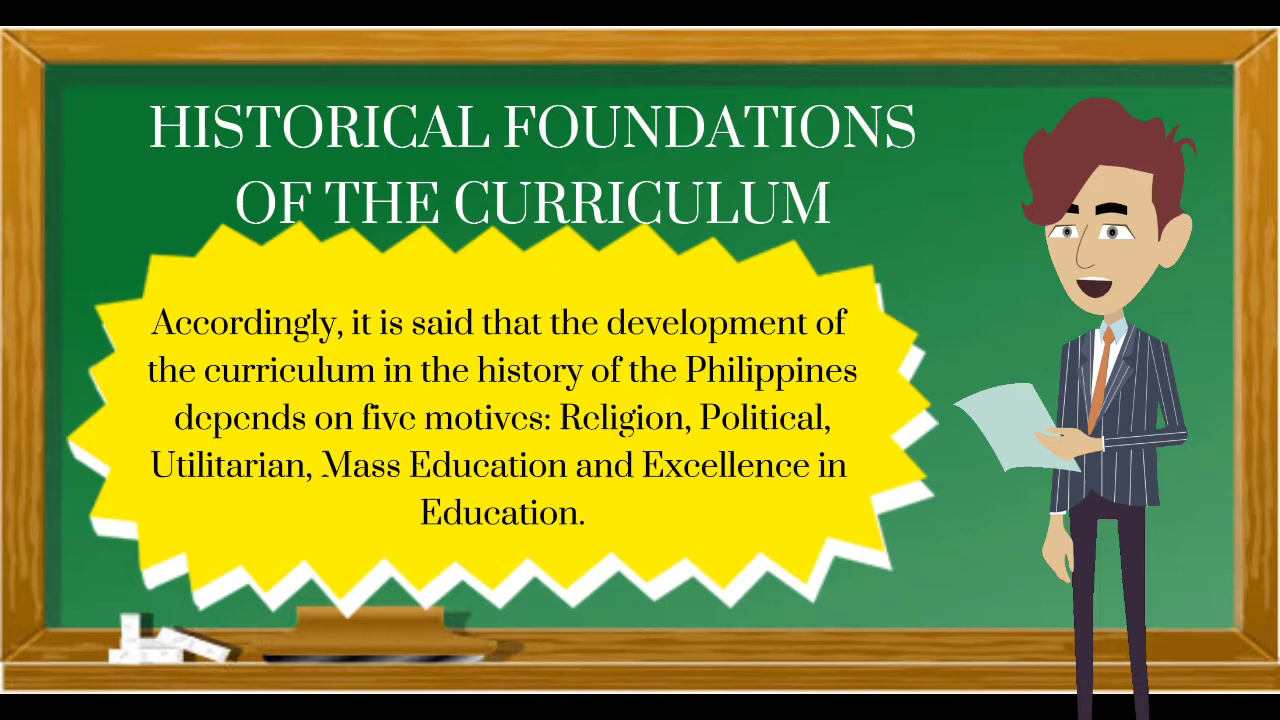 HISTORICAL FOUNDATIONS
OF THE CURRICULUM
Accordingly, it is said that the development of
the curriculum in the history of the Philippines
depends on five motives: Religion, Political,
Utilitarian, Mass Education and Excellence in
Education.